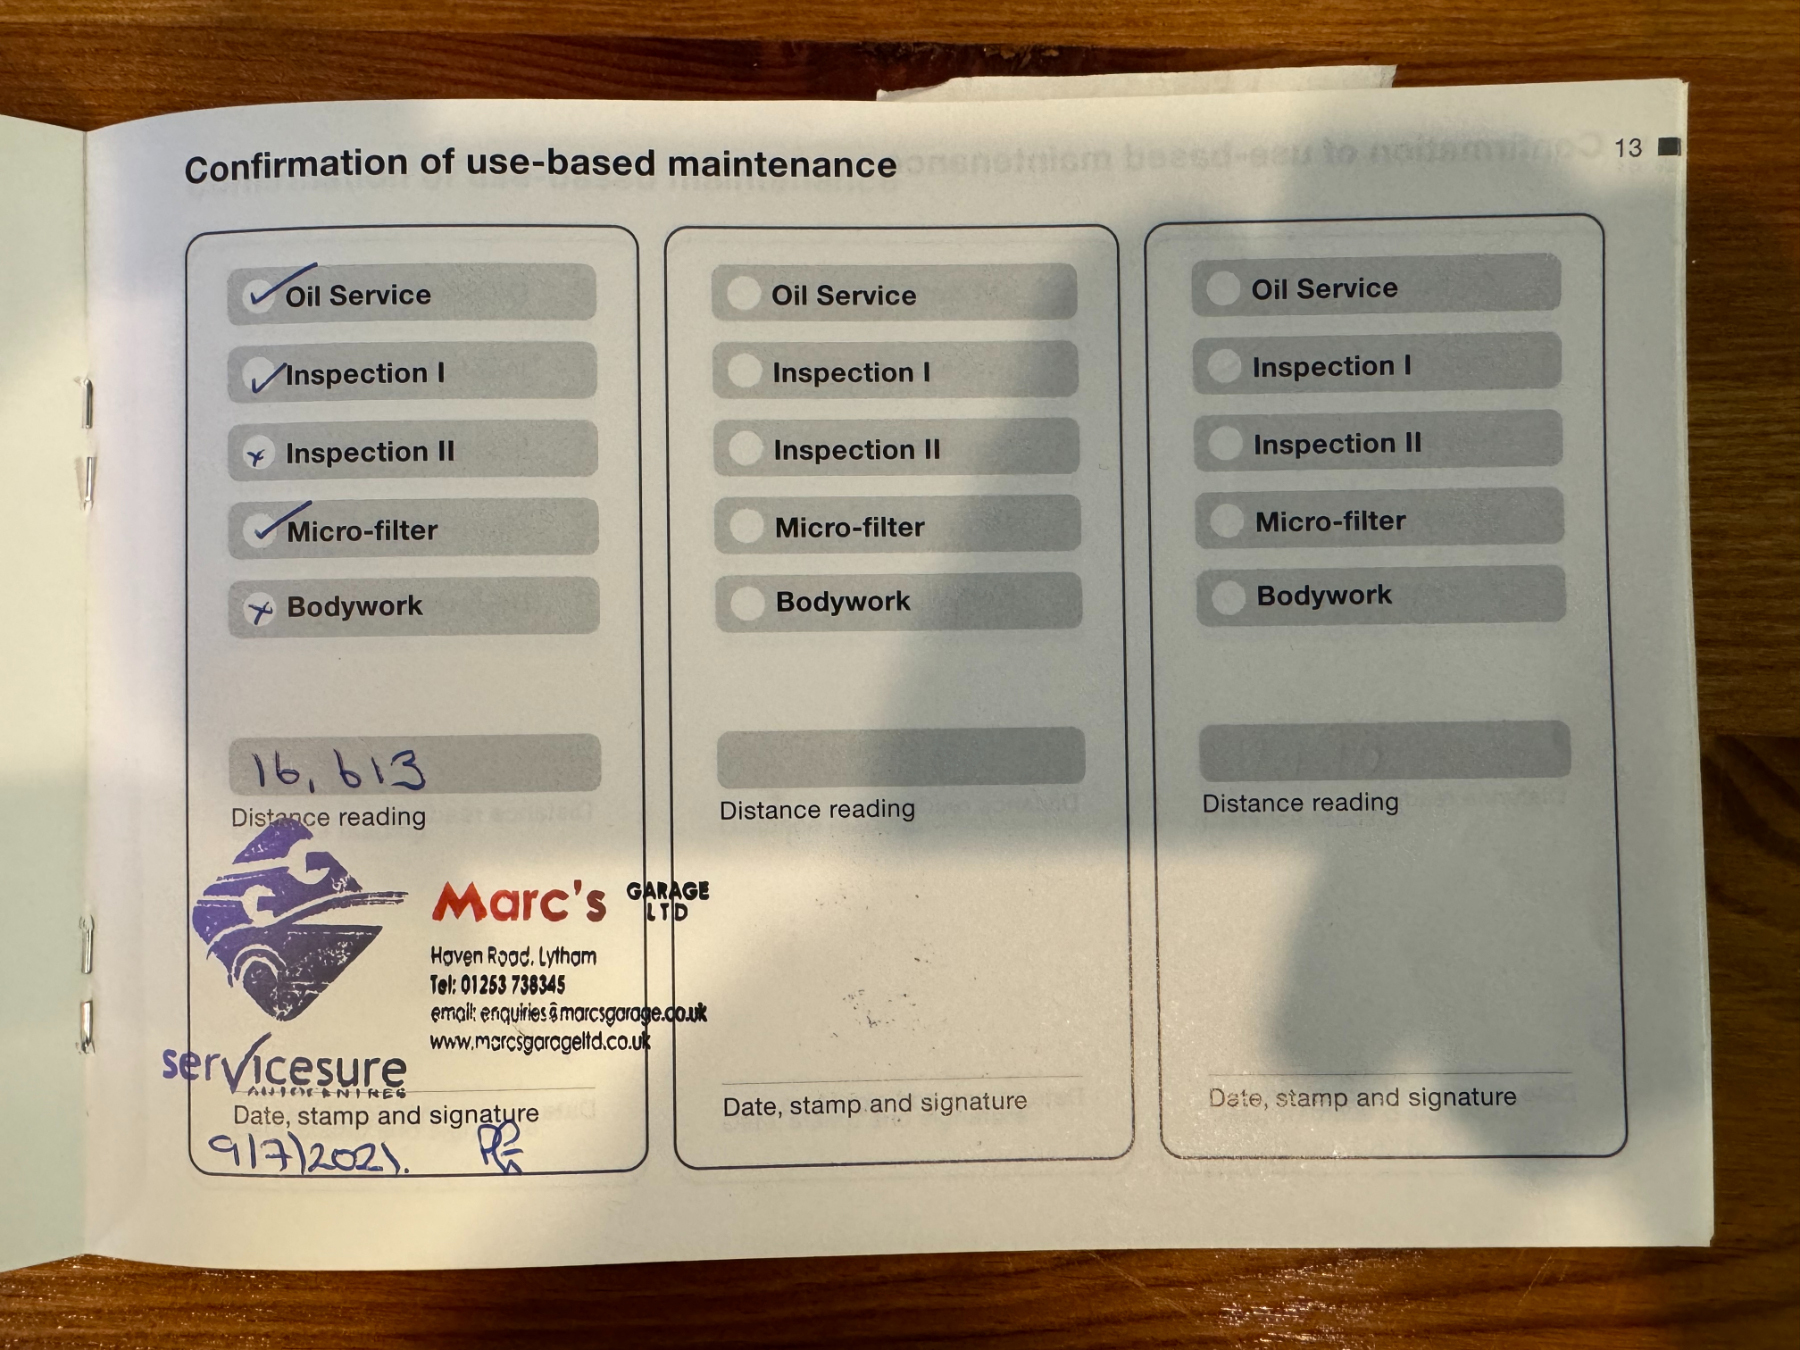 Confirmation of use-based maintenance
13
Oil Service
Inspection I
Inspection II
Micro-filter
Bodywork
16,613
Distance reading
Marc's GARAGE LTD
Haven Road, Lytham
Tel: 01253 738345
email: enquiries@marcsgarage.co.uk
www.marcsgarageltd.co.uk
servicesure
AUTOCENTRES
Date, stamp and signature
9/7/2021.
Oil Service
Inspection I
Inspection II
Micro-filter
Bodywork
Distance reading
Date, stamp and signature
Oil Service
Inspection I
Inspection II
Micro-filter
Bodywork
Distance reading
Date, stamp and signature